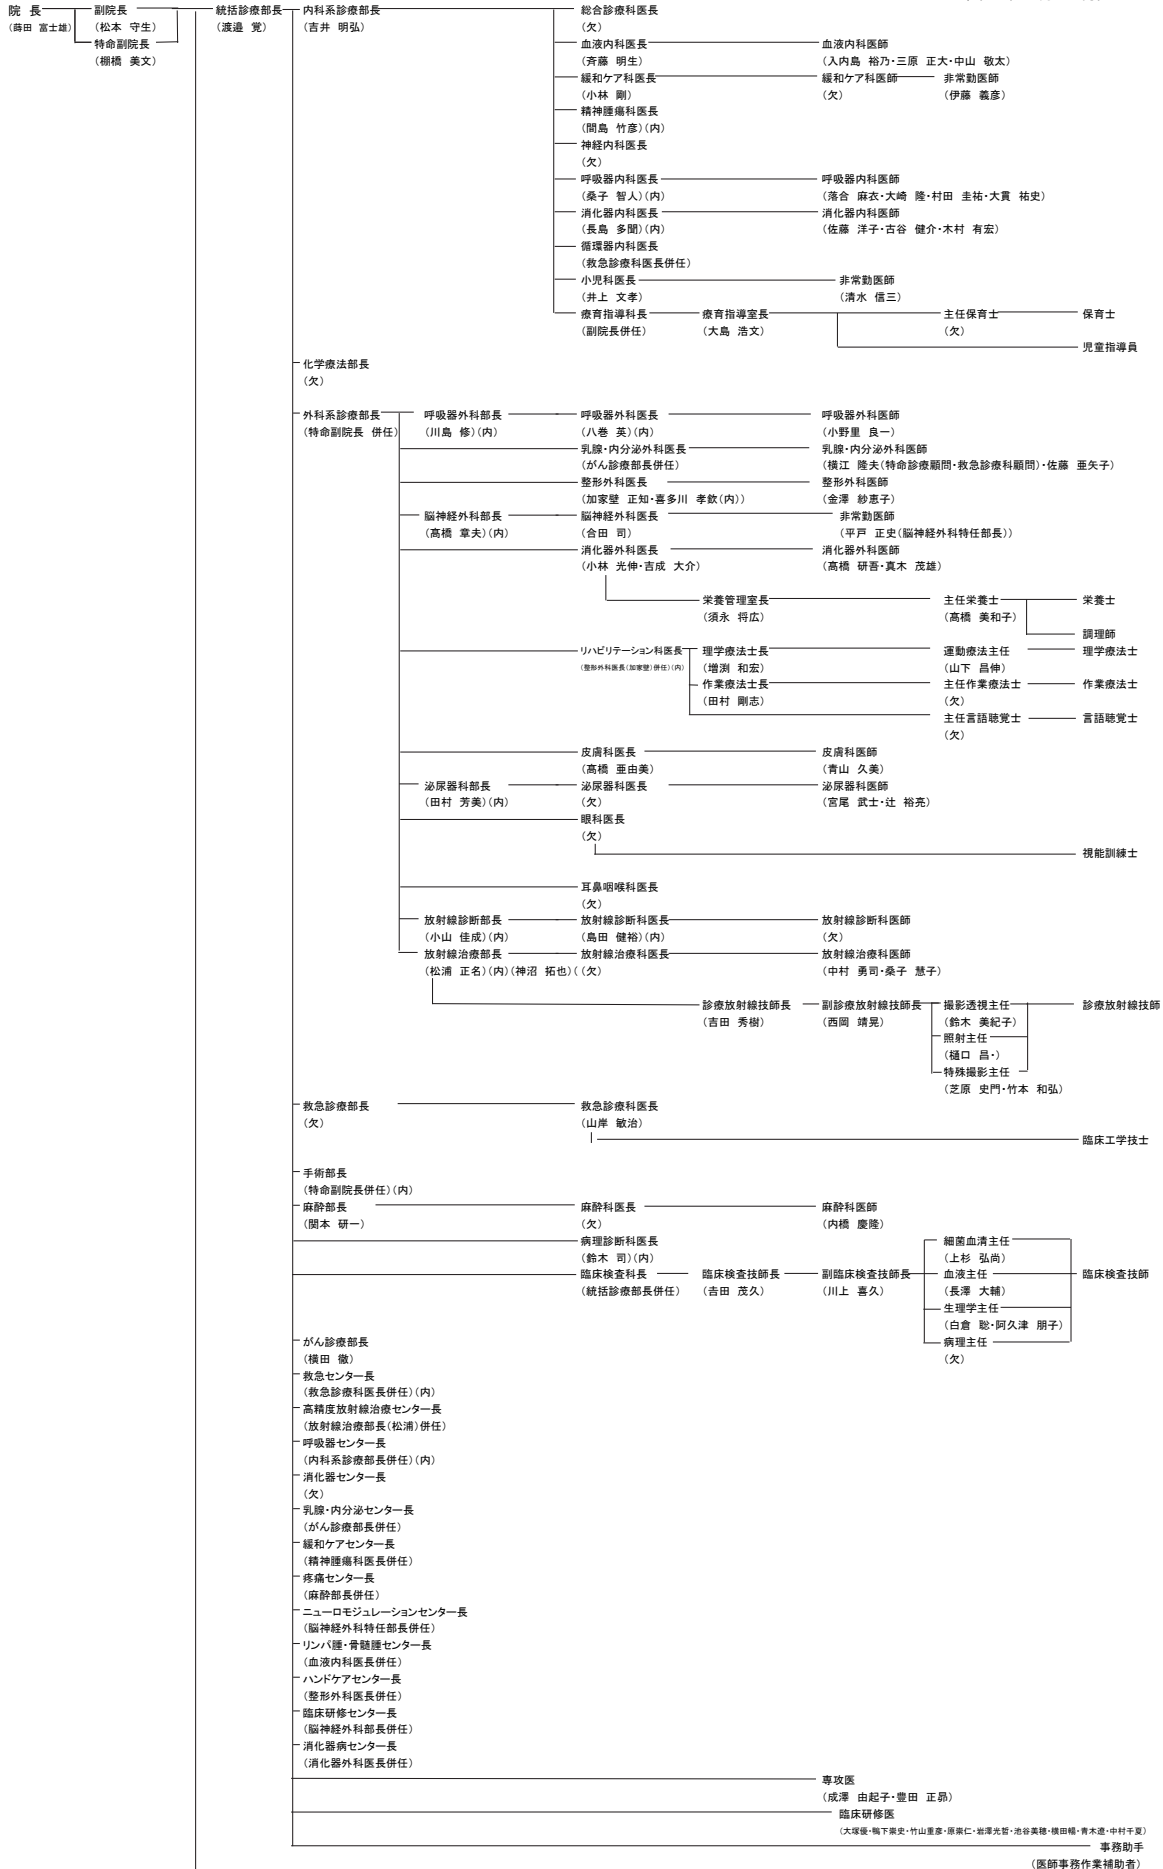 院 長 副院長 統括診療部長 内科系診療部長 総合診療科医長
(蒔田 富士雄) (松本 守生) (渡邉 覚) (吉井 明弘) (欠)
特命副院長 血液内科医長 血液内科医師
(棚橋 美文) (斉藤 明生) (入内島 裕乃・三原 正大・中山 敬太)
緩和ケア科医長 緩和ケア科医師 非常勤医師
(小林 剛) (欠) (伊藤 義彦)
精神腫瘍科医長
(間島 竹彦)(内)
神経内科医長
(欠)
呼吸器内科医長 呼吸器内科医師
(桑子 智人)(内) (落合 麻衣・大崎 隆・村田 圭祐・大貫 祐史)
消化器内科医長 消化器内科医師
(長島 多聞)(内) (佐藤 洋子・古谷 健介・木村 有宏)
循環器内科医長
(救急診療科医長併任)
小児科医長 非常勤医師
(井上 文孝) (清水 信三)
療育指導科長 療育指導室長 主任保育士 保育士
(副院長併任) (大島 浩文) (欠)
児童指導員
化学療法部長
(欠)
外科系診療部長 呼吸器外科部長 呼吸器外科医長 呼吸器外科医師
(特命副院長 併任) (川島 修)(内) (八巻 英)(内) (小野里 良一)
乳腺・内分泌外科医長 乳腺・内分泌外科医師
(がん診療部長併任) (横江 隆夫(特命診療顧問・救急診療科顧問)・佐藤 亜矢子)
整形外科医長 整形外科医師
(加家壁 正知・喜多川 孝欽(内)) (金澤 紗恵子)
脳神経外科部長 脳神経外科医長 非常勤医師
(高橋 章夫)(内) (合田 司) (平戸 正史(脳神経外科特任部長))
消化器外科医長 消化器外科医師
(小林 光伸・吉成 大介) (高橋 研吾・真木 茂雄)
栄養管理室長 主任栄養士 栄養士
(須永 将広) (高橋 美和子)
調理師
リハビリテーション科医長 理学療法士長 運動療法主任 理学療法士
(整形外科医長(加家壁)併任)(内) (増渕 和宏) (山下 昌伸)
作業療法士長 主任作業療法士 作業療法士
(田村 剛志) (欠)
主任言語聴覚士 言語聴覚士
(欠)
皮膚科医長 皮膚科医師
(高橋 亜由美) (青山 久美)
泌尿器科部長 泌尿器科医長 泌尿器科医師
(田村 芳美)(内) (欠) (宮尾 武士・辻 裕亮)
眼科医長
(欠)
視能訓練士
耳鼻咽喉科医長
(欠)
放射線診断部長 放射線診断科医長 放射線診断科医師
(小山 佳成)(内) (島田 健裕)(内) (欠)
放射線治療部長 放射線治療科医長 放射線治療科医師
(松浦 正名)(内)(神沼 拓也)( (欠) (中村 勇司・桑子 慧子)
診療放射線技師長 副診療放射線技師長 撮影透視主任 診療放射線技師
(吉田 秀樹) (西岡 靖晃) (鈴木 美紀子)
照射主任
(樋口 昌・)
特殊撮影主任
(芝原 史門・竹本 和弘)
救急診療部長 救急診療科医長
(欠) (山岸 敏治)
臨床工学技士
手術部長
(特命副院長併任)(内)
麻酔部長 麻酔科医長 麻酔科医師
(関本 研一) (欠) (内橋 慶隆)
病理診断科医長 細菌血清主任
(鈴木 司)(内) (上杉 弘尚)
臨床検査科長 臨床検査技師長 副臨床検査技師長 血液主任 臨床検査技師
(統括診療部長併任) (吉田 茂久) (川上 喜久) (長澤 大輔)
生理学主任
(白倉 聡・阿久津 朋子)
がん診療部長 病理主任
(横田 徹) (欠)
救急センター長
(救急診療科医長併任)(内)
高精度放射線治療センター長
(放射線治療部長(松浦)併任)
呼吸器センター長
(内科系診療部長併任)(内)
消化器センター長
(欠)
乳腺・内分泌センター長
(がん診療部長併任)
緩和ケアセンター長
(精神腫瘍科医長併任)
疼痛センター長
(麻酔部長併任)
ニューロモジュレーションセンター長
(脳神経外科特任部長併任)
リンパ腫・骨髄腫センター長
(血液内科医長併任)
ハンドケアセンター長
(整形外科医長併任)
臨床研修センター長
(脳神経外科部長併任)
消化器病センター長
(消化器外科医長併任)
専攻医
(成澤 由起子・豊田 正昂)
臨床研修医
(大塚優・鴨下崇史・竹山重彦・原崇仁・岩澤光哲・池谷美穂・横田暢・青木遼・中村千夏)
事務助手
(医師事務作業補助者)